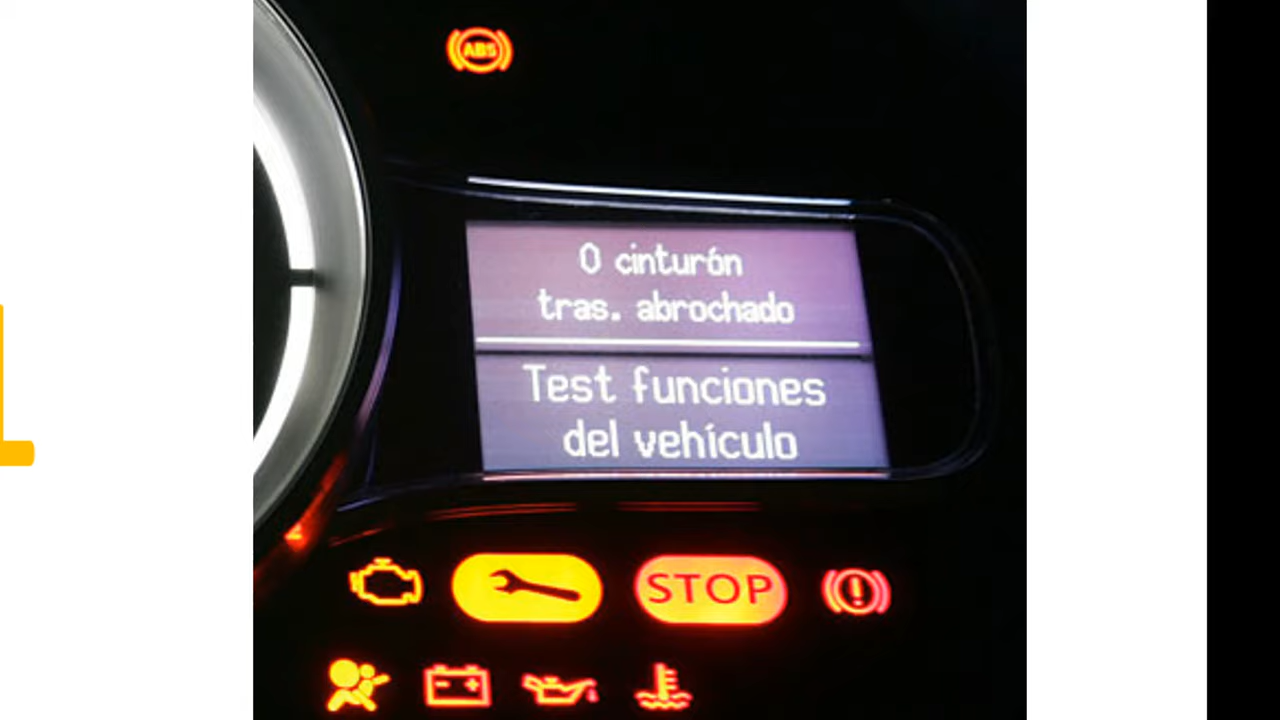 ABS
0 cinturón
tras. abrochado
Test funciones
del vehículo
STOP